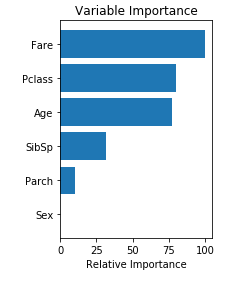 Variable Importance
Fare
Pclass
Age
SibSp
Parch
Sex
0 25 50 75 100
Relative Importance